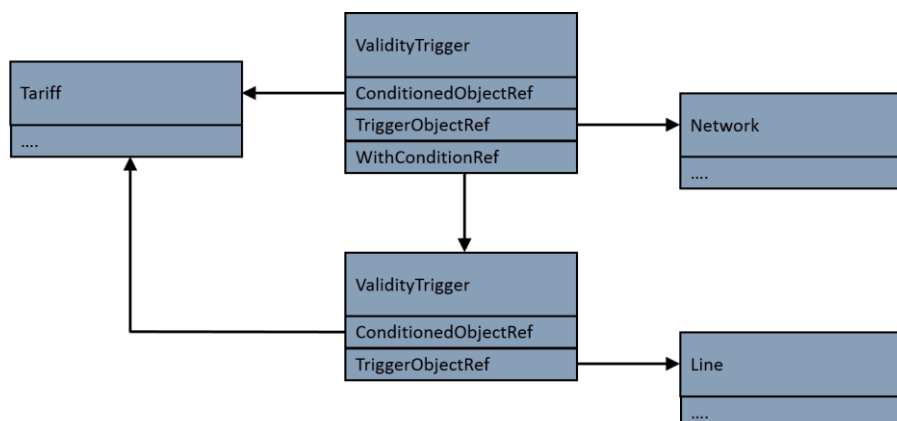 ValidityTrigger
Tariff
ConditionedObjectRef
TriggerObjectRef
Network
....
WithConditionRef
....
ValidityTrigger
ConditionedObjectRef
TriggerObjectRef
Line
....